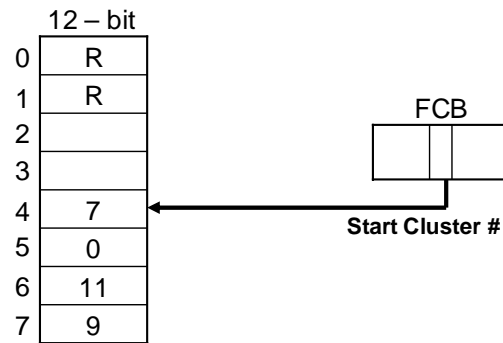 12 – bit
0 R
1 R
2
3
4 7
5 0
6 11
7 9
FCB
Start Cluster #